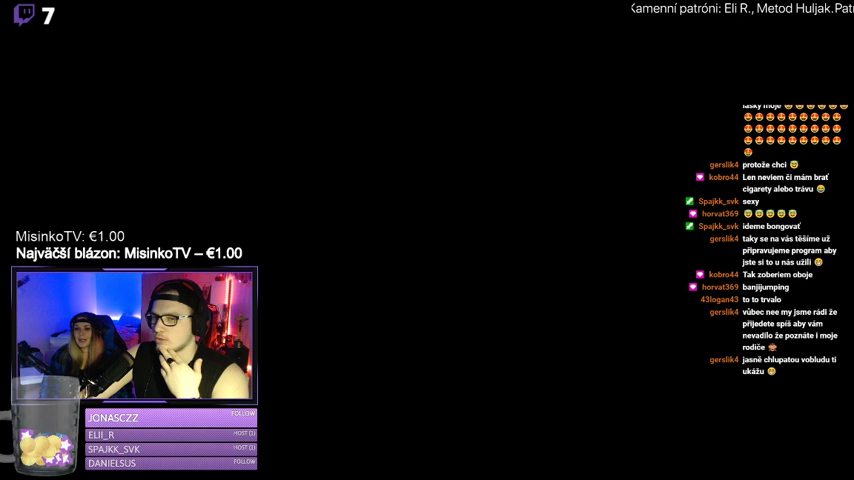 7
Kamenní patróni: Eli R., Metod Huljak.
lásky moje
gerslik4 protože chci
kobro44 Len neviem či mám brať
cigarety alebo trávu
Spajkk_svk sexy
horvat369
Spajkk_svk ideme bongovať
gerslik4 taky se na vás těšíme už
připravujeme program aby
jste si to u nás užili
kobro44 Tak zoberiem oboje
horvat369 banjijumping
43logan43 to to trvalo
gerslik4 vůbec nee my jsme rádi že
přijedete spíš aby vám
nevadilo že poznáte i moje
rodiče
gerslik4 jasně chlupatou vobludu ti
ukážu
MisinkoTV: €1.00
Najväčší blázon: MisinkoTV – €1.00
JONASCZZ FOLLOW
ELII_R HOST (1)
SPAJKK_SVK HOST (1)
DANIELSUS FOLLOW